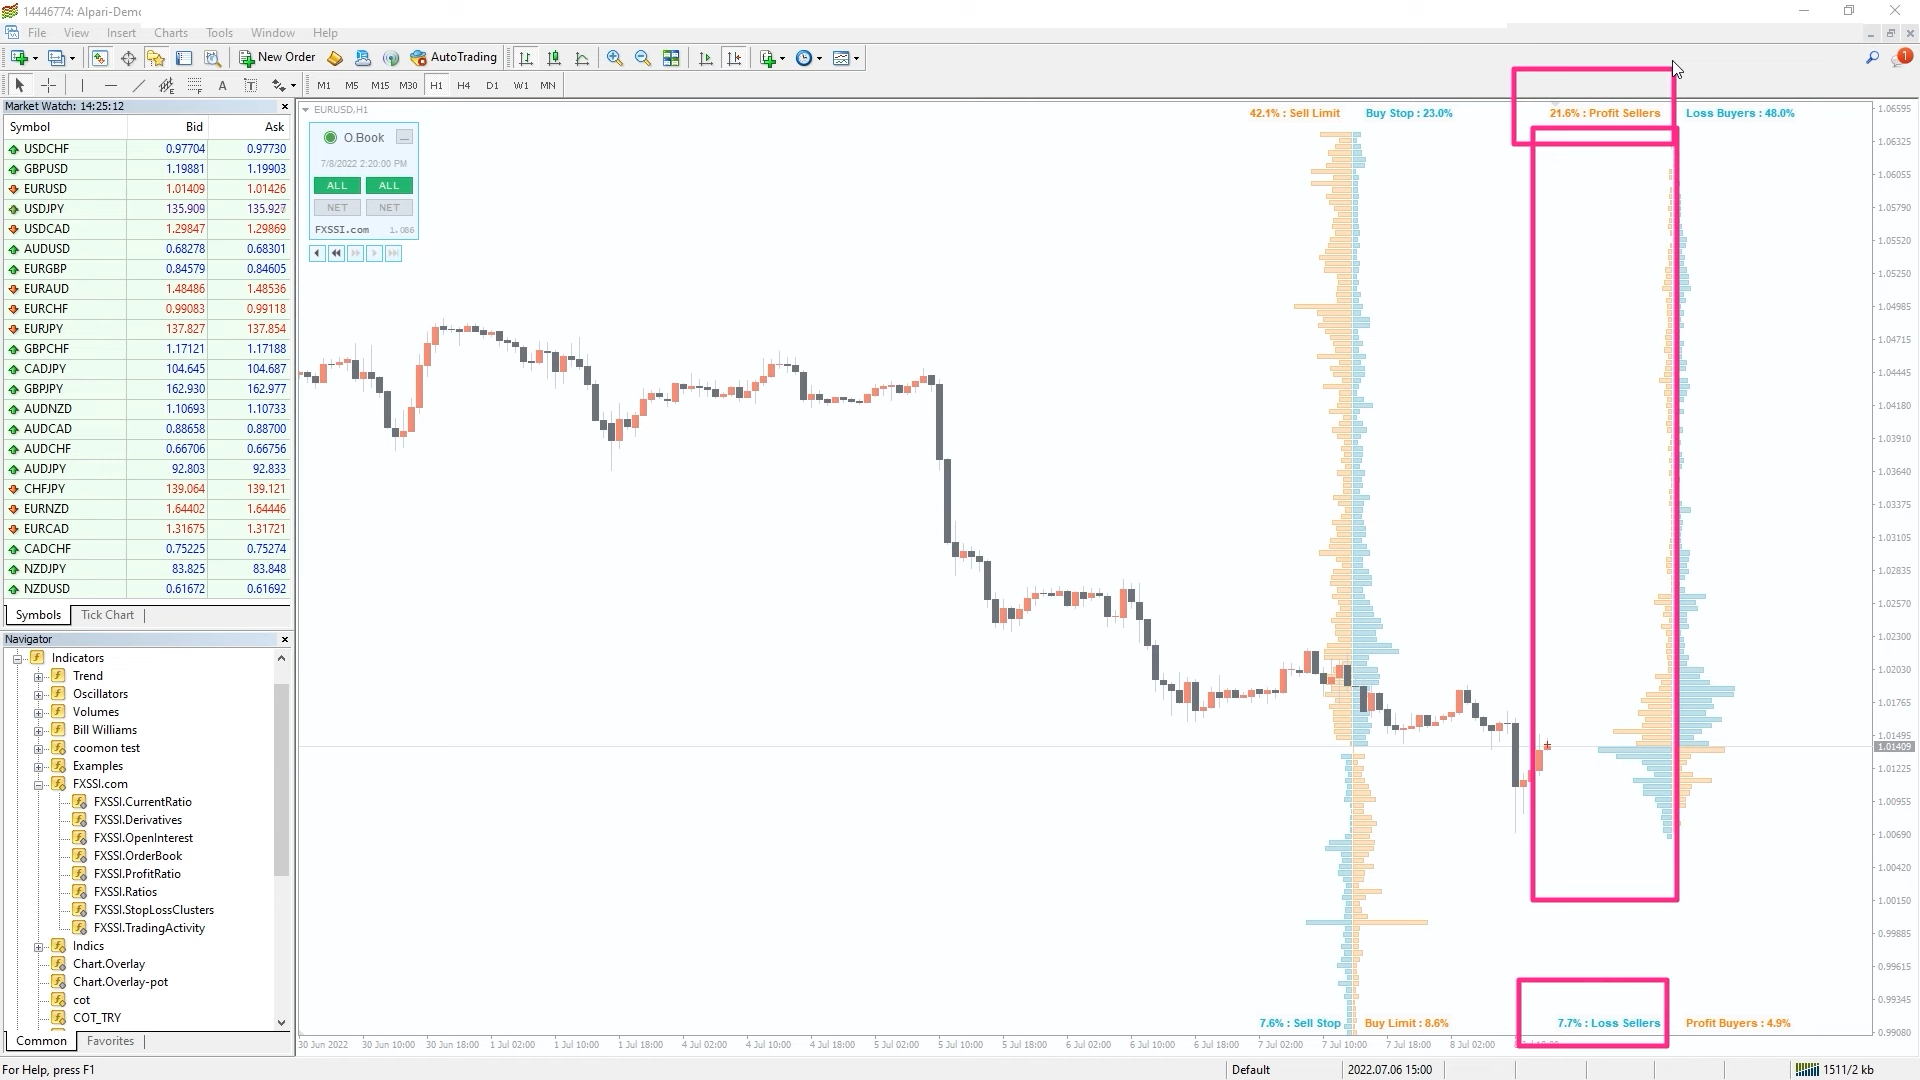 14446774: Alpari-Demo
File View Insert Charts Tools Window Help
New Order AutoTrading
1
A T M1 M5 M15 M30 H1 H4 D1 W1 MN
Market Watch: 14:25:12
Symbol Bid Ask
USDCHF 0.97704 0.97730
GBPUSD 1.19881 1.19903
EURUSD 1.01409 1.01426
USDJPY 135.909 135.927
USDCAD 1.29847 1.29869
AUDUSD 0.68278 0.68301
EURGBP 0.84579 0.84605
EURAUD 1.48486 1.48536
EURCHF 0.99083 0.99118
EURJPY 137.827 137.854
GBPCHF 1.17121 1.17188
CADJPY 104.645 104.687
GBPJPY 162.930 162.977
AUDNZD 1.10693 1.10733
AUDCAD 0.88658 0.88700
AUDCHF 0.66706 0.66756
AUDJPY 92.803 92.833
CHFJPY 139.064 139.121
EURNZD 1.64402 1.64446
EURCAD 1.31675 1.31721
CADCHF 0.75225 0.75274
NZDJPY 83.825 83.848
NZDUSD 0.61672 0.61692
Symbols Tick Chart
Navigator
Indicators
Trend
Oscillators
Volumes
Bill Williams
coomon test
Examples
FXSSI.com
FXSSI.CurrentRatio
FXSSI.Derivatives
FXSSI.OpenInterest
FXSSI.OrderBook
FXSSI.ProfitRatio
FXSSI.Ratios
FXSSI.StopLossClusters
FXSSI.TradingActivity
Indics
Chart.Overlay
Chart.Overlay-pot
cot
COT_TRY
Common Favorites
EURUSD,H1
O.Book
7/8/2022 2:20:00 PM
ALL ALL
NET NET
FXSSI.com 1.086
42.1% : Sell Limit Buy Stop : 23.0% 21.6% : Profit Sellers Loss Buyers : 48.0%
7.6% : Sell Stop Buy Limit : 8.6% 7.7% : Loss Sellers Profit Buyers : 4.9%
1.06595
1.06325
1.06055
1.05790
1.05520
1.05250
1.04985
1.04715
1.04445
1.04180
1.03910
1.03640
1.03375
1.03105
1.02835
1.02570
1.02300
1.02030
1.01765
1.01495
1.01409
1.01225
1.00955
1.00690
1.00420
1.00150
0.99885
0.99615
0.99345
0.99080
30 Jun 2022 30 Jun 10:00 30 Jun 18:00 1 Jul 02:00 1 Jul 10:00 1 Jul 18:00 4 Jul 02:00 4 Jul 10:00 4 Jul 18:00 5 Jul 02:00 5 Jul 10:00 5 Jul 18:00 6 Jul 02:00 6 Jul 10:00 6 Jul 18:00 7 Jul 02:00 7 Jul 10:00 7 Jul 18:00 8 Jul 02:00
For Help, press F1 Default 2022.07.06 15:00 1511/2 kb